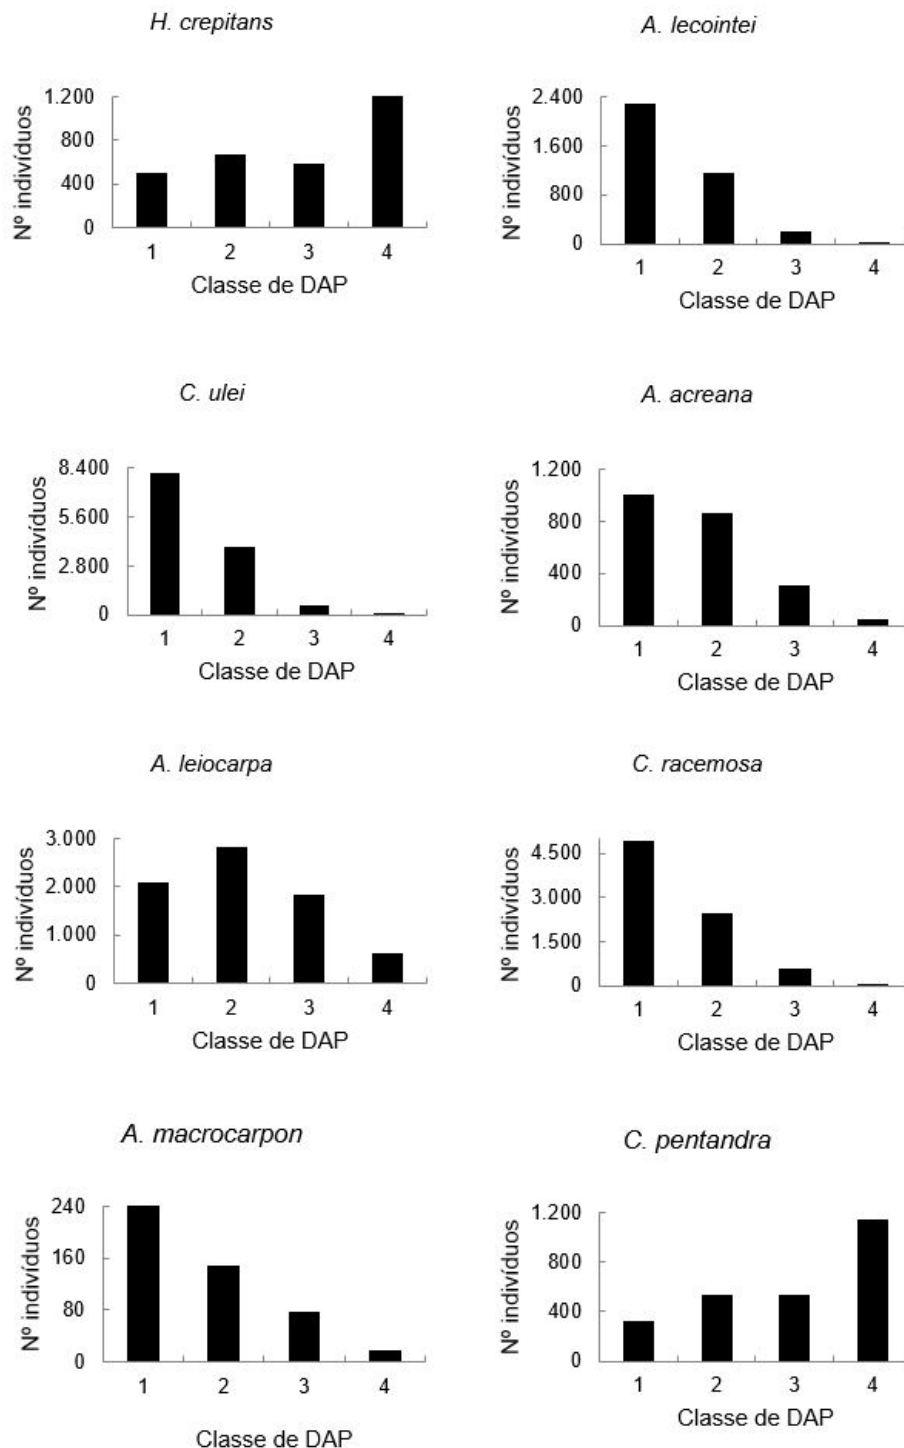 H. crepitans
Nº indivíduos
1.200
800
400
0
1 2 3 4
Classe de DAP
A. lecointei
Nº indivíduos
2.400
1.600
800
0
1 2 3 4
Classe de DAP
C. ulei
Nº indivíduos
8.400
5.600
2.800
0
1 2 3 4
Classe de DAP
A. acreana
Nº indivíduos
1.200
800
400
0
1 2 3 4
Classe de DAP
A. leiocarpa
Nº indivíduos
3.000
2.000
1.000
0
1 2 3 4
Classe de DAP
C. racemosa
Nº indivíduos
4.500
3.000
1.500
0
1 2 3 4
Classe de DAP
A. macrocarpon
Nº indivíduos
240
160
80
0
1 2 3 4
Classe de DAP
C. pentandra
Nº indivíduos
1.200
800
400
0
1 2 3 4
Classe de DAP